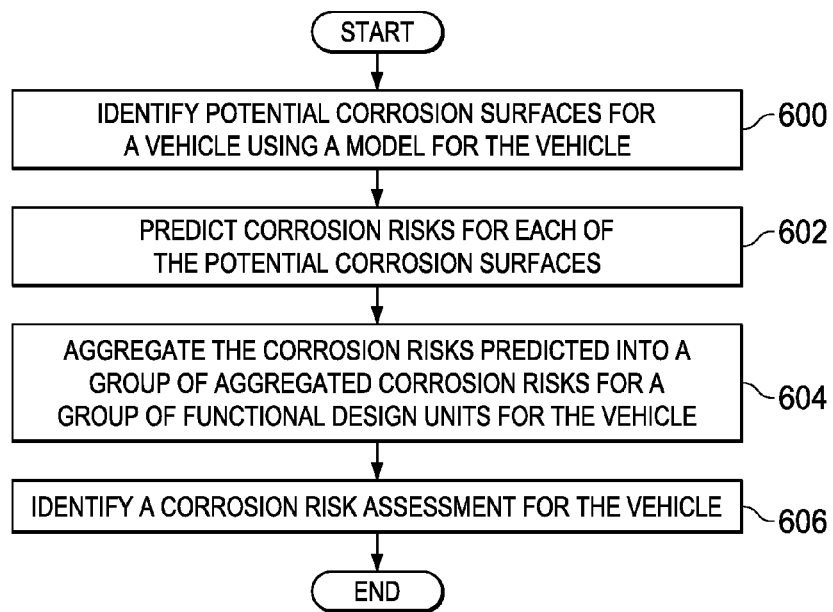 START
IDENTIFY POTENTIAL CORROSION SURFACES FOR
A VEHICLE USING A MODEL FOR THE VEHICLE
600
PREDICT CORROSION RISKS FOR EACH OF
THE POTENTIAL CORROSION SURFACES
602
AGGREGATE THE CORROSION RISKS PREDICTED INTO A
GROUP OF AGGREGATED CORROSION RISKS FOR A
GROUP OF FUNCTIONAL DESIGN UNITS FOR THE VEHICLE
604
IDENTIFY A CORROSION RISK ASSESSMENT FOR THE VEHICLE
606
END